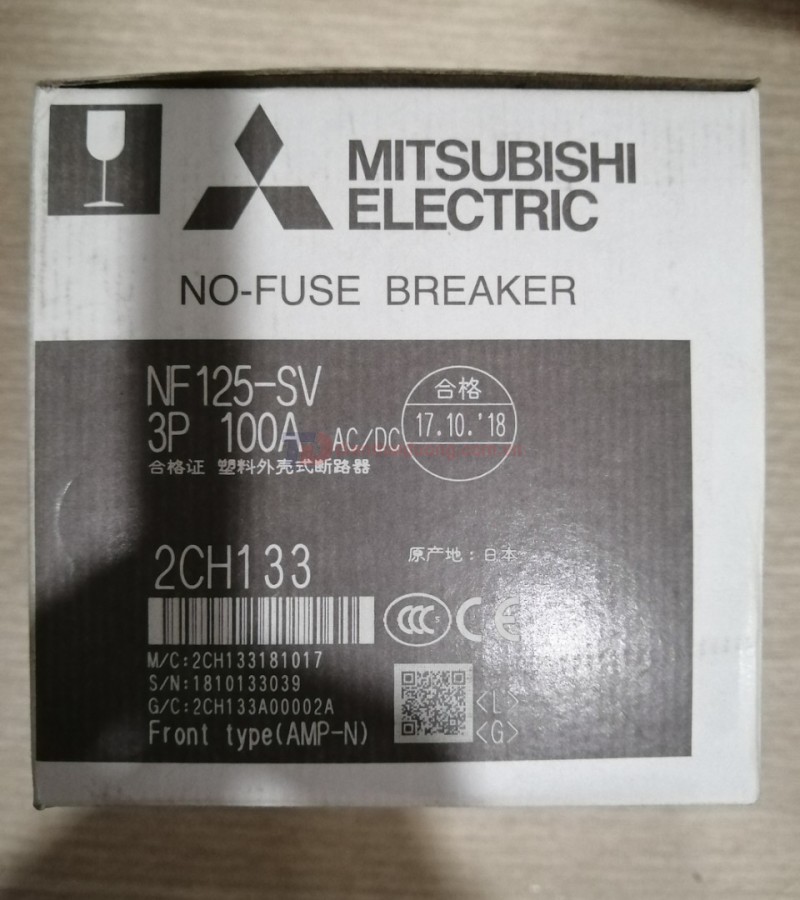 MITSUBISHI
ELECTRIC
NO-FUSE BREAKER
NF125-SV
3P 100A AC/DC
合格
17.10.'18
合格证 塑料外壳式断路器
2CH133
原产地：日本
CCC S CE
M/C:2CH133181017
S/N:1810133039
G/C:2CH133A00002A
<L>
Front type(AMP-N)
<G>